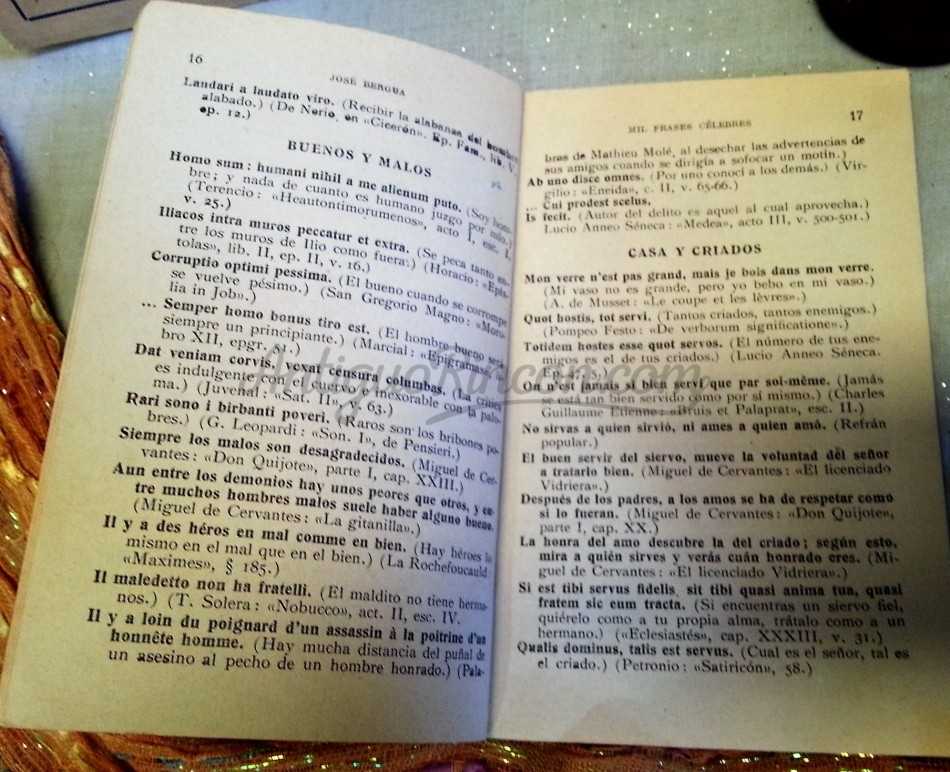 16
JOSÉ BERGUA
Laudari a laudato viro. (Recibir la alabanza del hombre
alabado.) (De Nerio, en «Cicerón». Ep. Fam., lib. V,
ep. 12.)
BUENOS Y MALOS
Homo sum: humani nihil a me alienum puto. (Soy hom-
bre; y nada de cuanto es humano juzgo por mío.)
(Terencio: «Heautontimorumenos», acto I, esc. I,
v. 25.)
Iliacos intra muros peccatur et extra. (Se peca tanto en-
tre los muros de Ilio como fuera.) (Horacio: «Epís-
tolas», lib. II, ep. II, v. 16.)
Corruptio optimi pessima. (El bueno cuando se corrompe
se vuelve pésimo.) (San Gregorio Magno: «Mora-
lia in Job».)
... Semper homo bonus tiro est. (El hombre bueno será
siempre un principiante.) (Marcial: «Epigramas», li-
bro XII, epgr.
Dat veniam corvis, vexat censura columbas. (La crítica
es indulgente con el cuervo e inexorable con la palo-
ma.) (Juvenal: «Sat. II», v. 63.)
Rari sono i birbanti poveri. (Raros son los bribones po-
bres.) (G. Leopardi: «Son. I», de Pensieri.)
Siempre los malos son desagradecidos. (Miguel de Cer-
vantes: «Don Quijote», parte I, cap. XXIII.)
Aun entre los demonios hay unos peores que otros, y en-
tre muchos hombres malos suele haber alguno bueno.
(Miguel de Cervantes: «La gitanilla».)
Il y a des héros en mal comme en bien. (Hay héroes lo
mismo en el mal que en el bien.) (La Rochefoucauld:
«Maximes», § 185.)
Il maledetto non ha fratelli. (El maldito no tiene herma-
nos.) (T. Solera: «Nobucco», act. II, esc. IV.
Il y a loin du poignard d'un assassin à la poitrine d'un
honnête homme. (Hay mucha distancia del puñal de
un asesino al pecho de un hombre honrado.) (Pala-
17
MIL FRASES CÉLEBRES
bras de Mathieu Molé, al desechar las advertencias de
sus amigos cuando se dirigía a sofocar un motín.)
Ab uno disce omnes. (Por uno conocí a los demás.) (Vir-
gilio: «Eneida», c. II, v. 65-66.)
... Cui prodest scelus,
Is fecit. (Autor del delito es aquel al cual aprovecha.)
Lucio Anneo Séneca: «Medea», acto III, v. 500-501.)
CASA Y CRIADOS
Mon verre n'est pas grand, mais je bois dans mon verre.
(Mi vaso no es grande, pero yo bebo en mi vaso.)
(A. de Musset: «Le coupe et les lèvres».)
Quot hostis, tot servi. (Tantos criados, tantos enemigos.)
(Pompeo Festo: «De verborum significatione».)
Totidem hostes esse quot servos. (El número de tus ene-
migos es el de tus criados.) (Lucio Anneo Séneca.
Ep.
On n'est jamais si bien servi que par soi-même. (Jamás
se está tan bien servido como por sí mismo.) (Charles
Guillaume Etienne: «Bruis et Palaprat», esc. II.)
No sirvas a quien sirvió, ni ames a quien amó. (Refrán
popular.)
El buen servir del siervo, mueve la voluntad del señor
a tratarlo bien. (Miguel de Cervantes: «El licenciado
Vidriera».)
Después de los padres, a los amos se ha de respetar como
si lo fueran. (Miguel de Cervantes: «Don Quijote»,
parte I, cap. XX.)
La honra del amo descubre la del criado; según esto,
mira a quién sirves y verás cuán honrado eres. (Mi-
guel de Cervantes: «El licenciado Vidriera».)
Si est tibi servus fidelis, sit tibi quasi anima tua, quasi
fratem sic eum tracta. (Si encuentras un siervo fiel,
quiérelo como a tu propia alma, trátalo como a un
hermano.) («Eclesiastés», cap. XXXIII, v. 31.)
Qualis dominus, talis est servus. (Cual es el señor, tal es
el criado.) (Petronio: «Satiricón», 58.)
AntiguoRincon.com